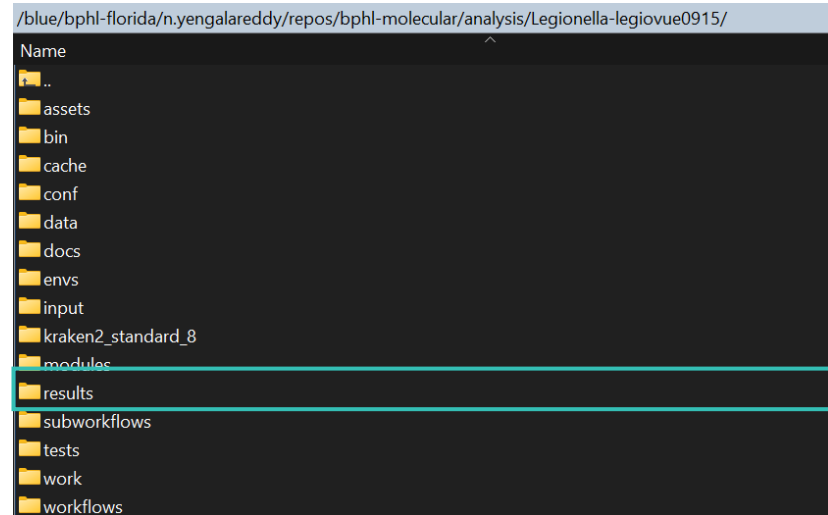 /blue/bphl-florida/n.yengalareddy/repos/bphl-molecular/analysis/Legionella-legiovue0915/
Name
..
assets
bin
cache
conf
data
docs
envs
input
kraken2_standard_8
modules
results
subworkflows
tests
work
workflows